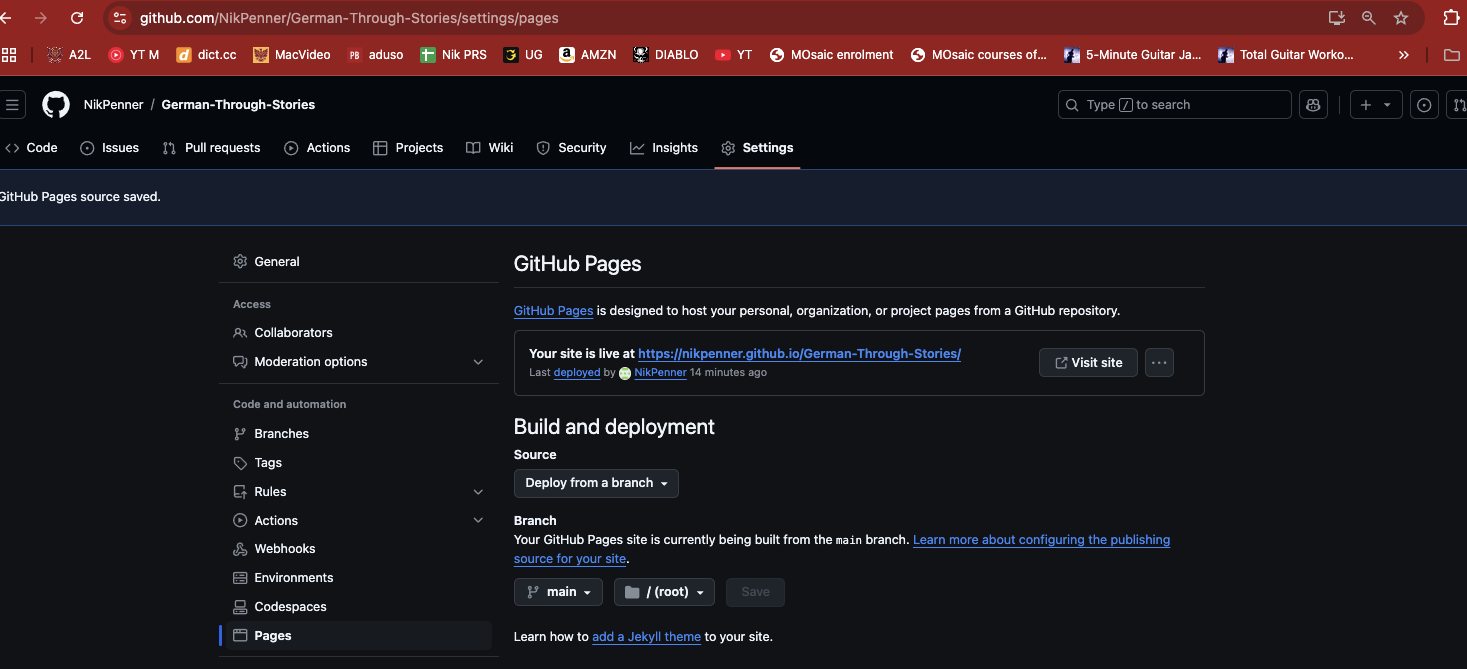 github.com/NikPenner/German-Through-Stories/settings/pages
A2L YT M dict.cc MacVideo PB aduso Nik PRS UG AMZN DIABLO YT MOsaic enrolment MOsaic courses of... 5-Minute Guitar Ja... Total Guitar Worko... »
NikPenner / German-Through-Stories Type / to search
Code Issues Pull requests Actions Projects Wiki Security Insights Settings
GitHub Pages source saved.
General
Access
Collaborators
Moderation options
Code and automation
Branches
Tags
Rules
Actions
Webhooks
Environments
Codespaces
Pages
GitHub Pages
GitHub Pages is designed to host your personal, organization, or project pages from a GitHub repository.
Your site is live at https://nikpenner.github.io/German-Through-Stories/
Last deployed by NikPenner 14 minutes ago
Visit site
Build and deployment
Source
Deploy from a branch
Branch
Your GitHub Pages site is currently being built from the main branch. Learn more about configuring the publishing
source for your site.
main / (root) Save
Learn how to add a Jekyll theme to your site.